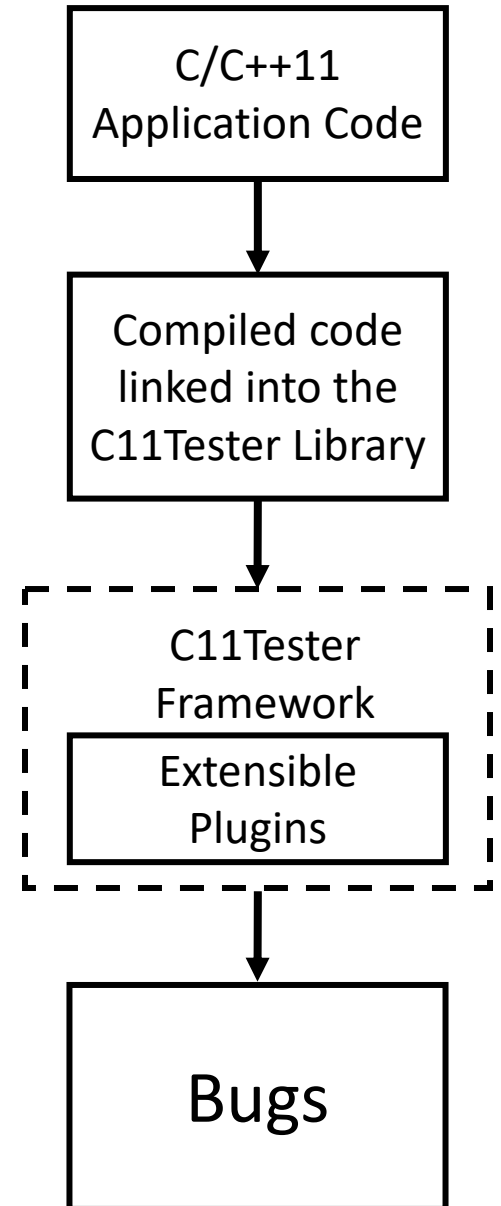 C/C++11
Application Code
Compiled code
linked into the
C11Tester Library
C11Tester
Framework
Extensible
Plugins
Bugs